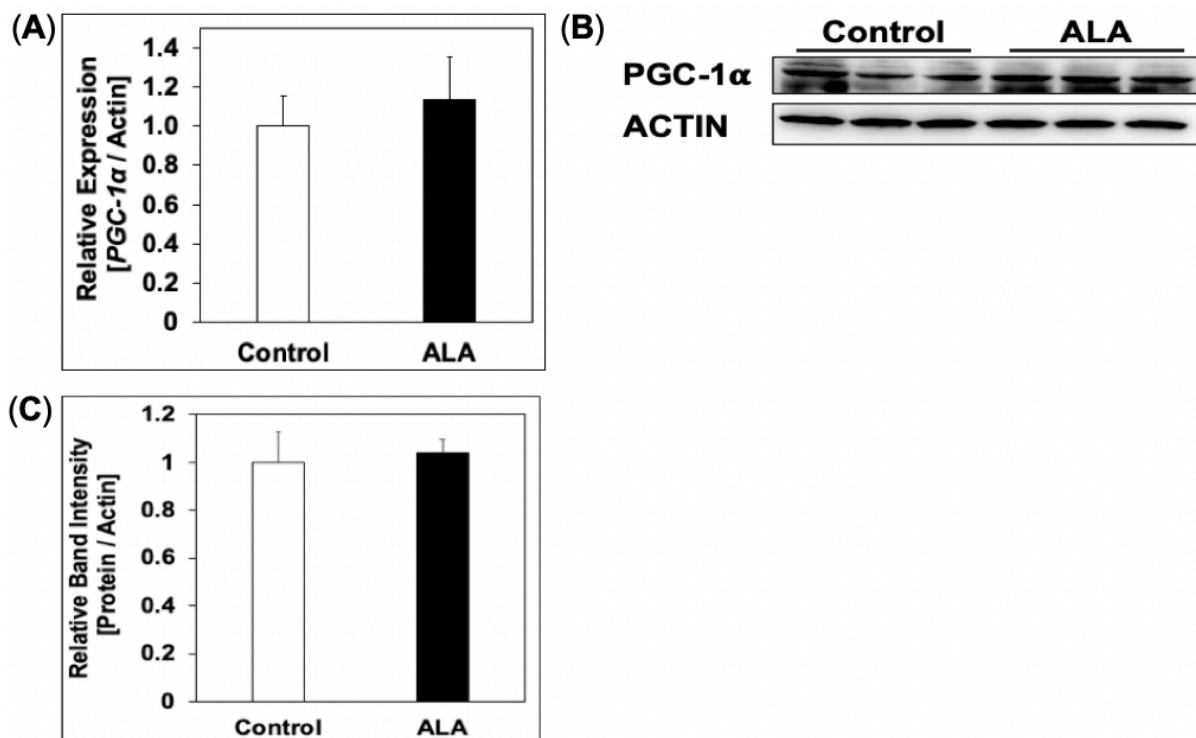 (A)
Relative Expression
[PGC-1α / Actin]
1.4
1.2
1.0
0.8
0.6
0.4
0.2
0
Control
ALA
(B)
Control
ALA
PGC-1α
ACTIN
(C)
Relative Band Intensity
[Protein / Actin]
1.2
1
0.8
0.6
0.4
0.2
0
Control
ALA